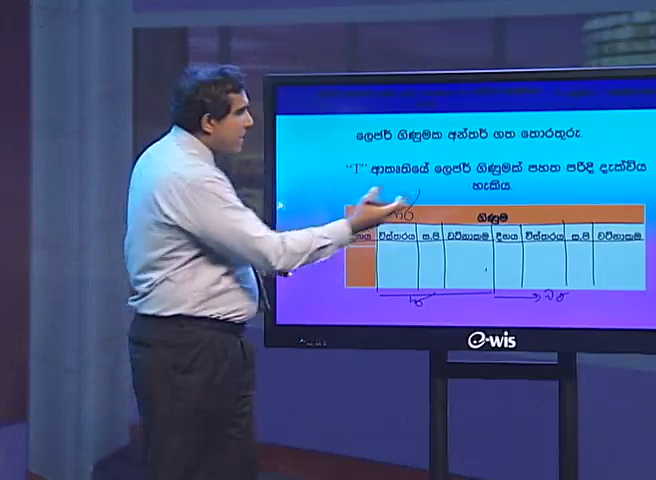 ලෙජර් ගිණුමක අන්තර් ගත තොරතුරු
"T" ආකෘතියේ ලෙජර් ගිණුමක් පහත පරිදි දැක්විය
හැකිය.
ගිණුම
විස්තරය ස.පි වටිනාකම දිනය විස්තරය ස.පි වටිනාකම
e-wis